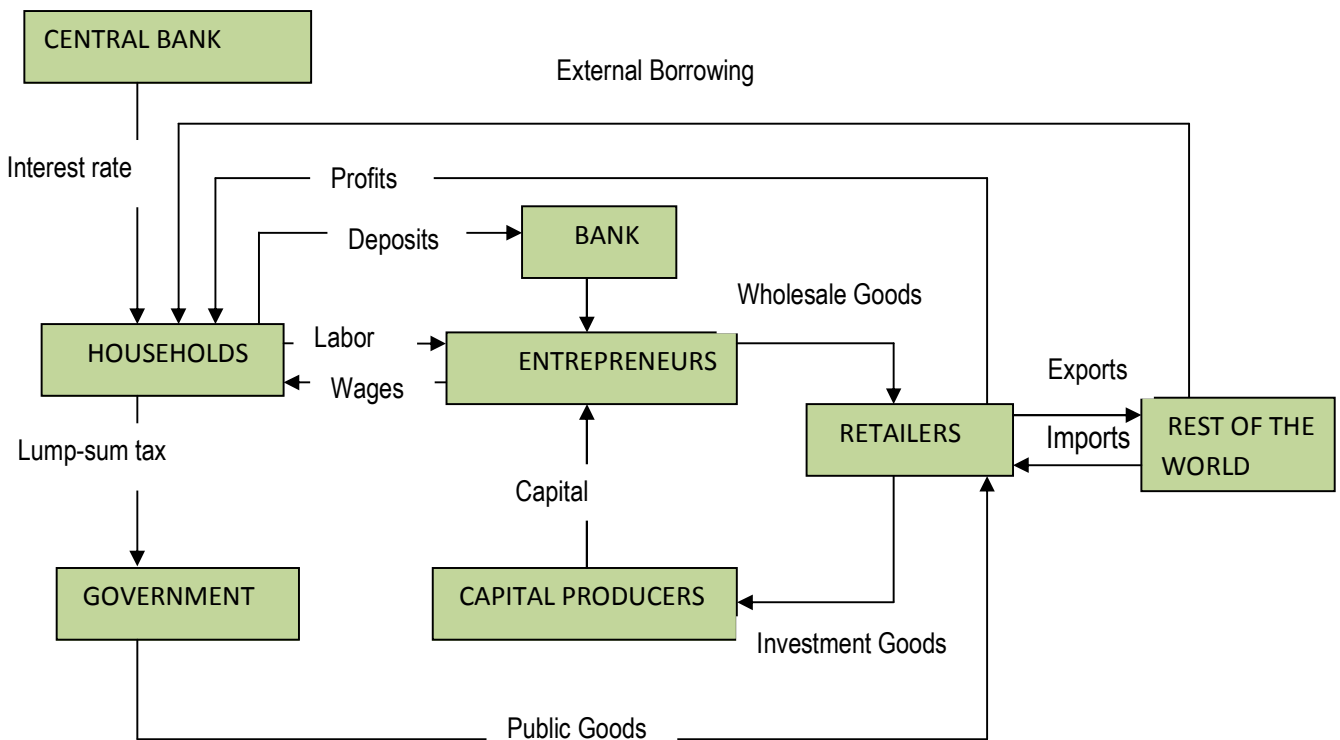 CENTRAL BANK
External Borrowing
Interest rate
Profits
Deposits
BANK
Wholesale Goods
HOUSEHOLDS
Labor
Wages
ENTREPRENEURS
Exports
RETAILERS
Imports
REST OF THE
WORLD
Lump-sum tax
Capital
GOVERNMENT
CAPITAL PRODUCERS
Investment Goods
Public Goods